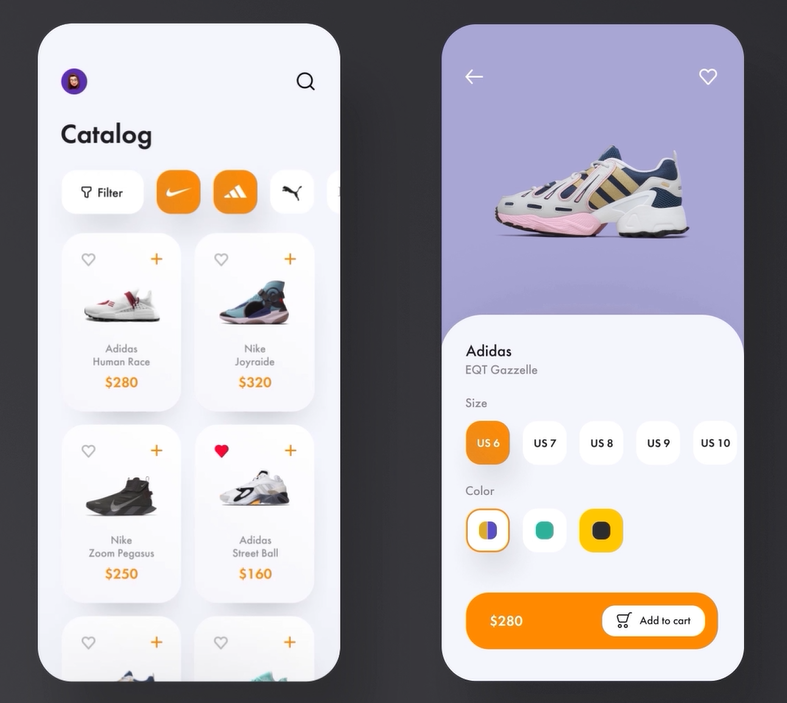 Catalog
Filter
Adidas
Human Race
$280
Nike
Joyraide
$320
Nike
Zoom Pegasus
$250
Adidas
Street Ball
$160
Adidas
EQT Gazzelle
Size
US 6
US 7
US 8
US 9
US 10
Color
$280
Add to cart